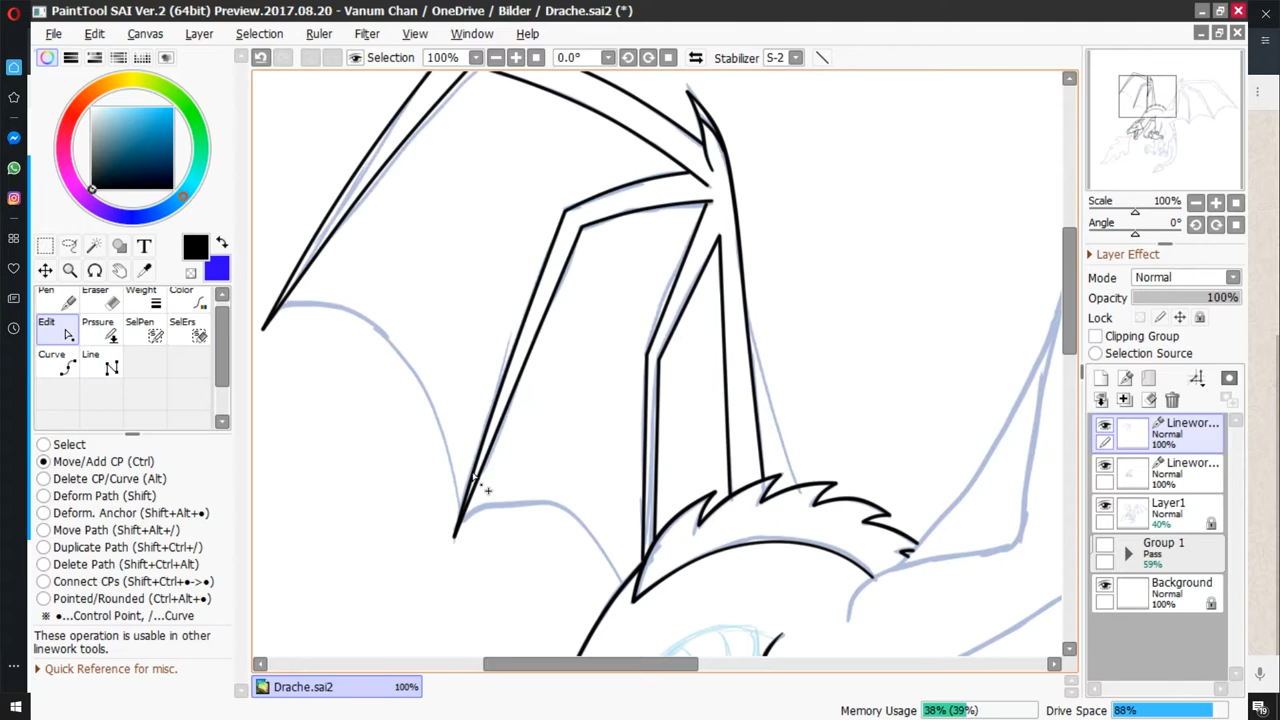 PaintTool SAI Ver.2 (64bit) Preview.2017.08.20 - Vanum Chan / OneDrive / Bilder / Drache.sai2 (*)
File Edit Canvas Layer Selection Ruler Filter View Window Help
Selection 100% 0.0° Stabilizer S-2
T
Pen Eraser Weight Color
Edit Prssure SelPen SelErs
Curve Line
Select
Move/Add CP (Ctrl)
Delete CP/Curve (Alt)
Deform Path (Shift)
Deform. Anchor (Shift+Alt+●)
Move Path (Shift+Alt+/)
Duplicate Path (Shift+Ctrl+/)
Delete Path (Ctrl+Alt+/)
Connect CPs (Shift+Ctrl+●->●)
Pointed/Rounded (Ctrl+Alt+●)
※ ●...Control Point, /...Curve
These operation is usable in other
linework tools.
Quick Reference for misc.
Scale 100%
Angle 0°
Layer Effect
Mode Normal
Opacity 100%
Lock
Clipping Group
Selection Source
Linewor...
Normal
100%
Linewor...
Normal
100%
Layer1
Normal
40%
Group 1
Pass
59%
Background
Normal
100%
Drache.sai2 100%
Memory Usage 38% (39%) Drive Space 88%
19